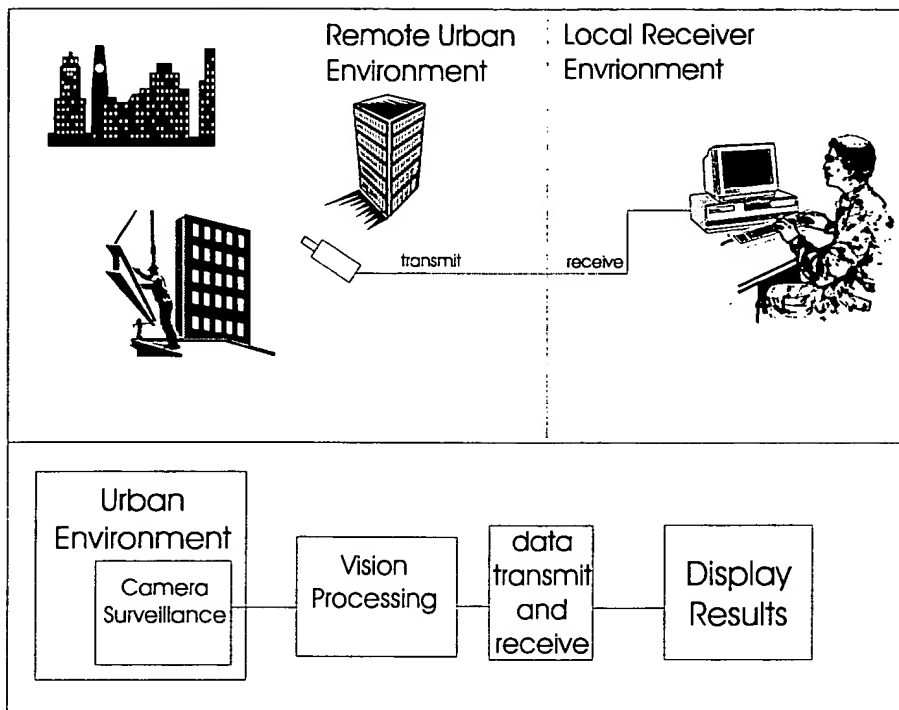 Remote Urban
Environment
Local Receiver
Envrionment
transmit
receive
Urban
Environment
Camera
Surveillance
Vision
Processing
data
transmit
and
receive
Display
Results